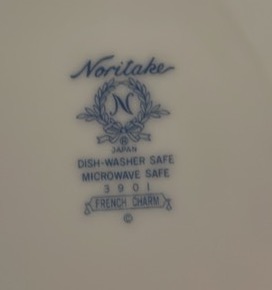 Noritake
N
®
JAPAN
DISH-WASHER SAFE
MICROWAVE SAFE
3901
FRENCH CHARM
©